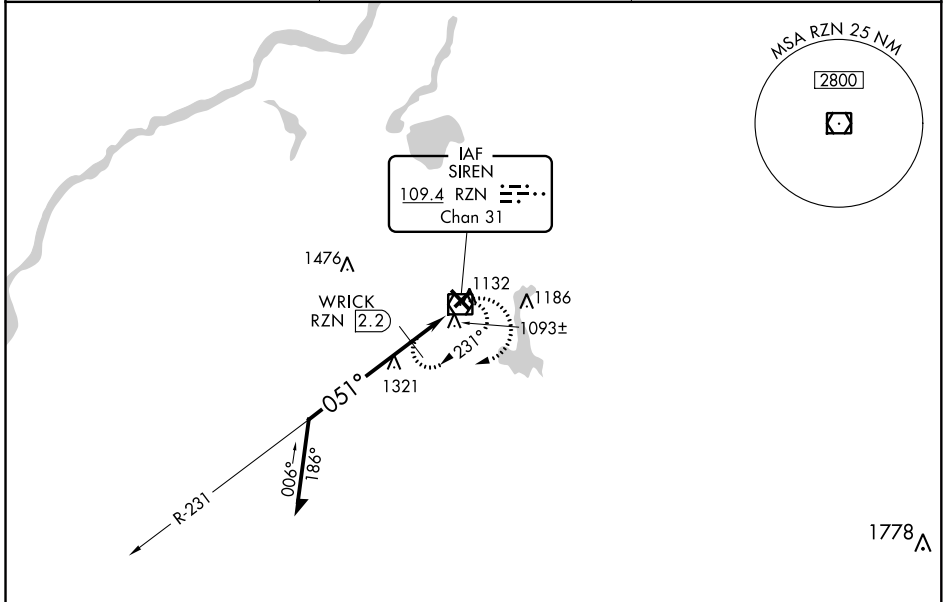 MSA RZN 25 NM
2800
IAF
SIREN
109.4 RZN
Chan 31
1476
1132
1186
WRICK
RZN 2.2
1093±
231°
1321
051°
006°
186°
R-231
1778